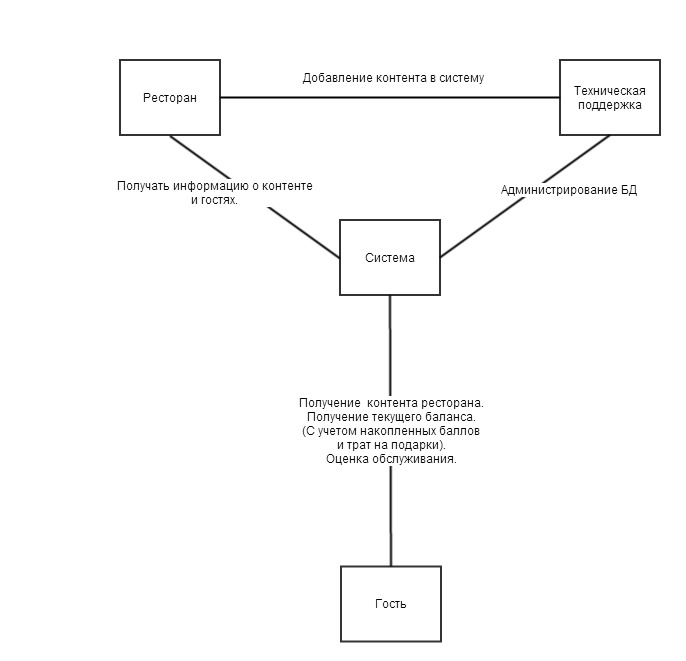 Добавление контента в систему
Ресторан
Техническая
поддержка
Получать информацию о контенте
и гостях.
Администрирование БД
Система
Получение контента ресторана.
Получение текущего баланса.
(С учетом накопленных баллов
и трат на подарки).
Оценка обслуживания.
Гость